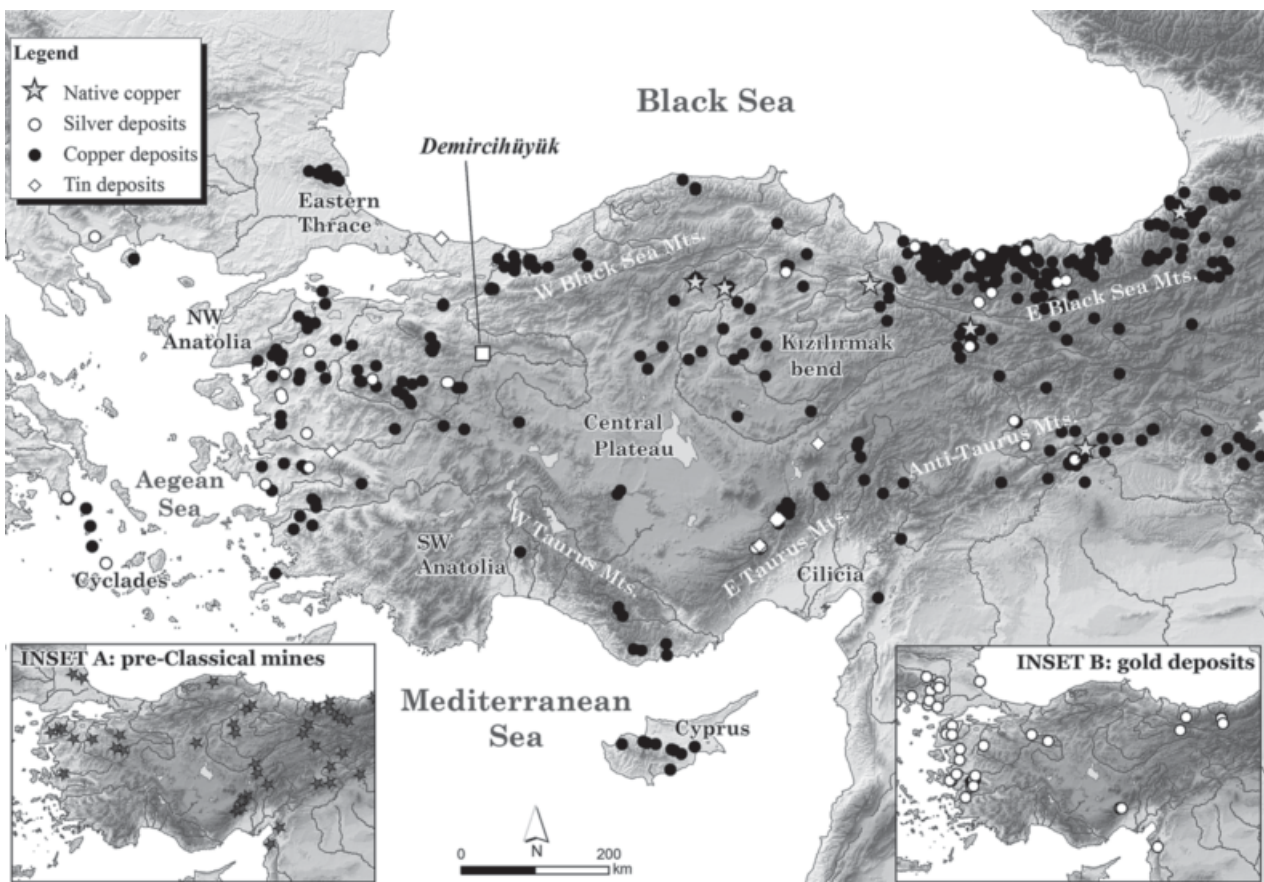 Legend
Native copper
Silver deposits
Copper deposits
Tin deposits
Black Sea
Demircihüyük
Eastern
Thrace
W Black Sea Mts.
E Black Sea Mts.
NW
Anatolia
Kızılırmak
bend
Central
Plateau
Anti-Taurus Mts.
Aegean
Sea
SW
Anatolia
W Taurus Mts.
E Taurus Mts.
Cilicia
Cyclades
INSET A: pre-Classical mines
INSET B: gold deposits
Mediterranean
Sea
Cyprus
N
0
200
km